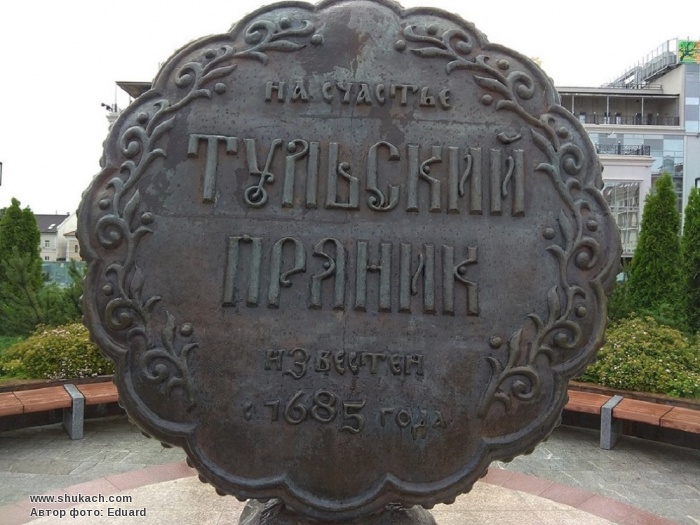 НА СЧАСТЬЕ
ТУЛЬСКИЙ
ПРЯНИК
ИЗВЕСТЕН
с 1685 года
www.shukach.com
Автор фото: Eduard